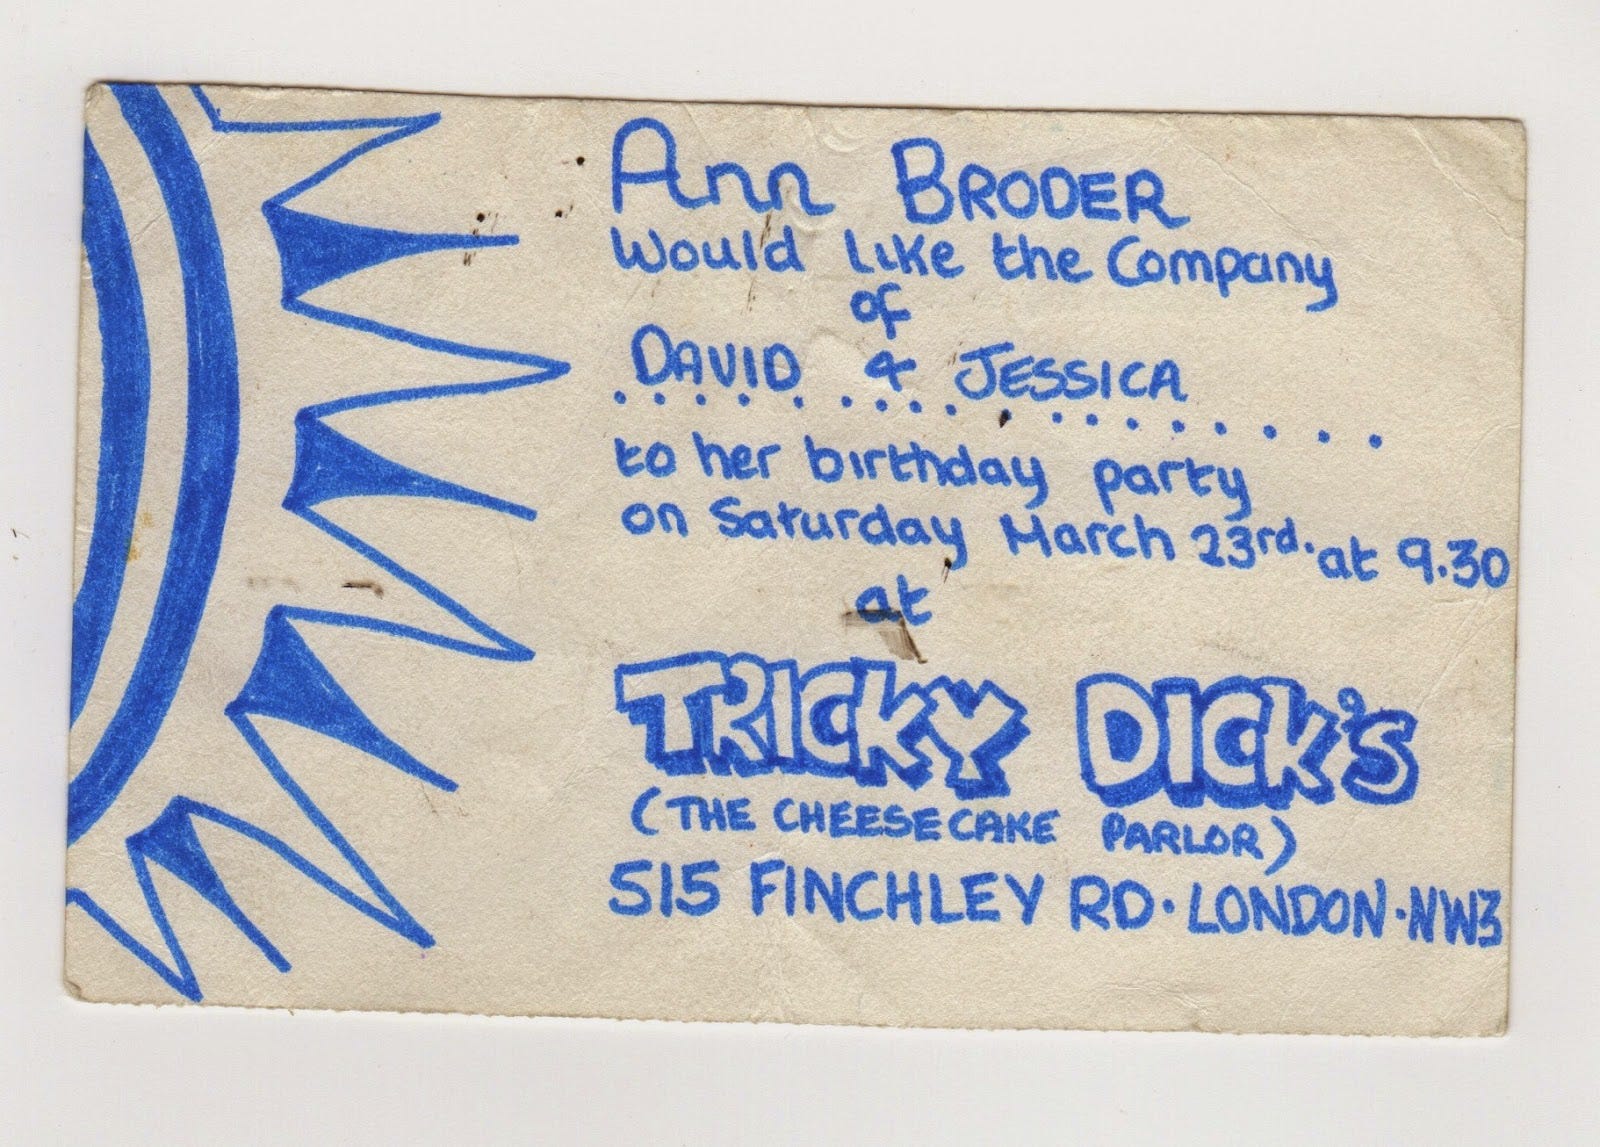 Ann BRODER
Would like the Company
of
DAVID & JESSICA
to her birthday party
on Saturday March 23rd. at 9.30
at
TRICKY DICK'S
(THE CHEESECAKE PARLOR)
515 FINCHLEY RD. LONDON. NW3